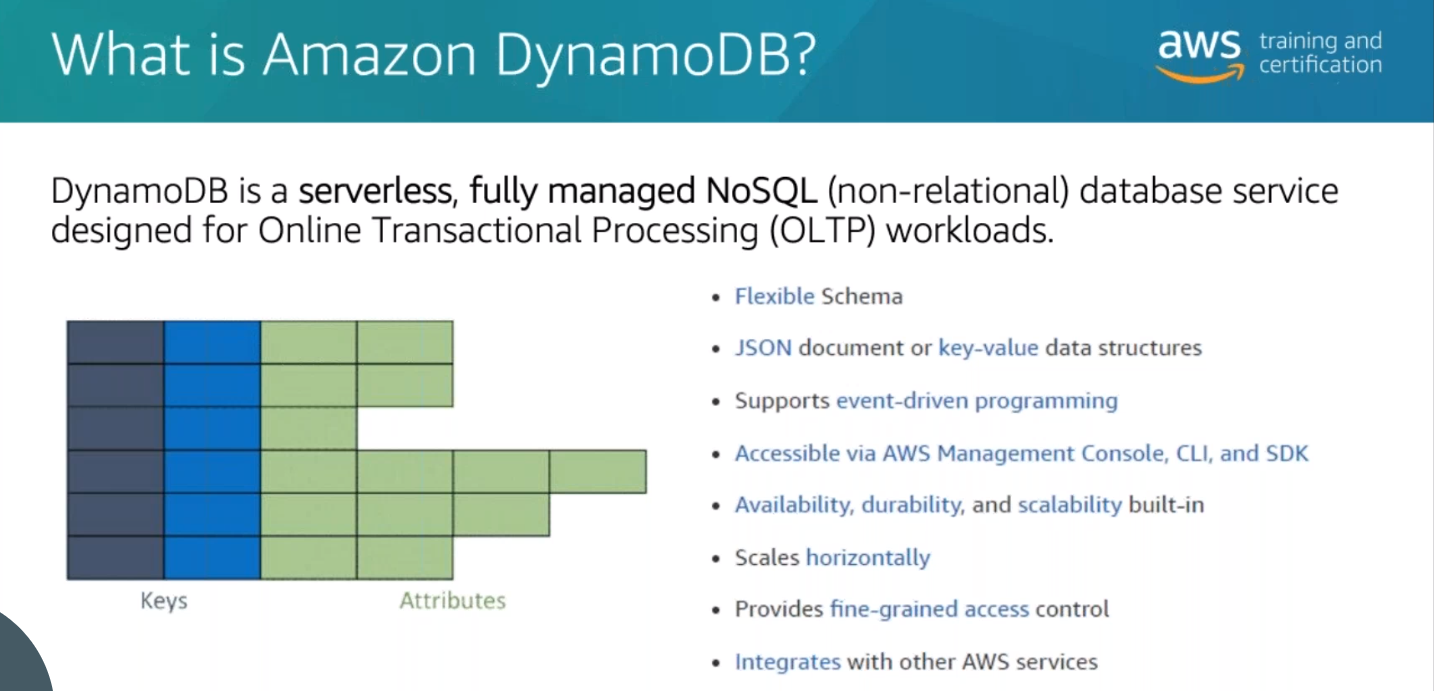 What is Amazon DynamoDB?
aws training and
certification
DynamoDB is a serverless, fully managed NoSQL (non-relational) database service
designed for Online Transactional Processing (OLTP) workloads.
• Flexible Schema
• JSON document or key-value data structures
• Supports event-driven programming
• Accessible via AWS Management Console, CLI, and SDK
• Availability, durability, and scalability built-in
• Scales horizontally
• Provides fine-grained access control
• Integrates with other AWS services
Keys
Attributes